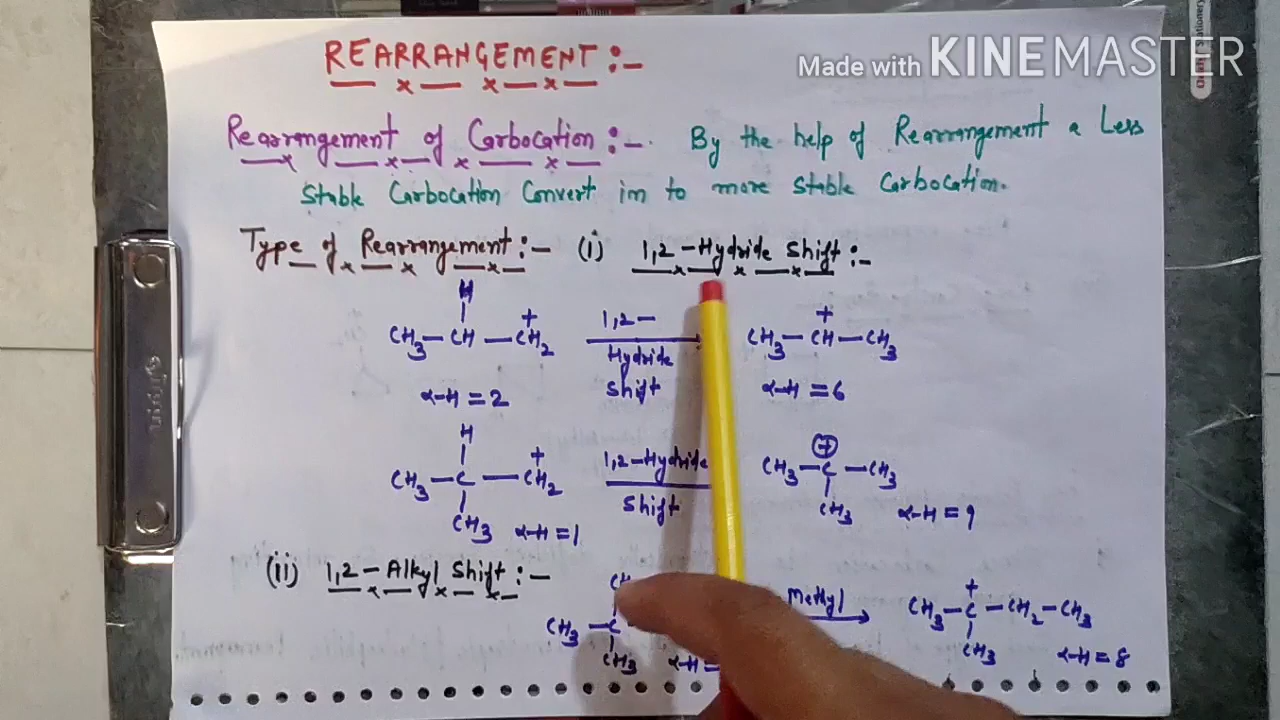 REARRANGEMENT :-
Made with KINEMASTER
Rearrangement of Carbocation :- By the help of Rearrangement a Less
Stable Carbocation Convert im to more stable Carbocation.
Type of Rearrangement :- (i) 1,2-Hydride Shift :-
H
CH3 — CH — CH2 + 1,2- Hydride Shift CH3 — CH + — CH3
α-H = 2 α-H = 6
H
CH3 — C — CH2 + 1,2-Hydride Shift CH3 — C ⊕ — CH3
CH3 α-H = 1 CH3 α-H = 9
(ii) 1,2-Alkyl Shift :-
CH3 — C Methyl CH3 — C + — CH2 — CH3
CH3 α-H = CH3 α-H = 8